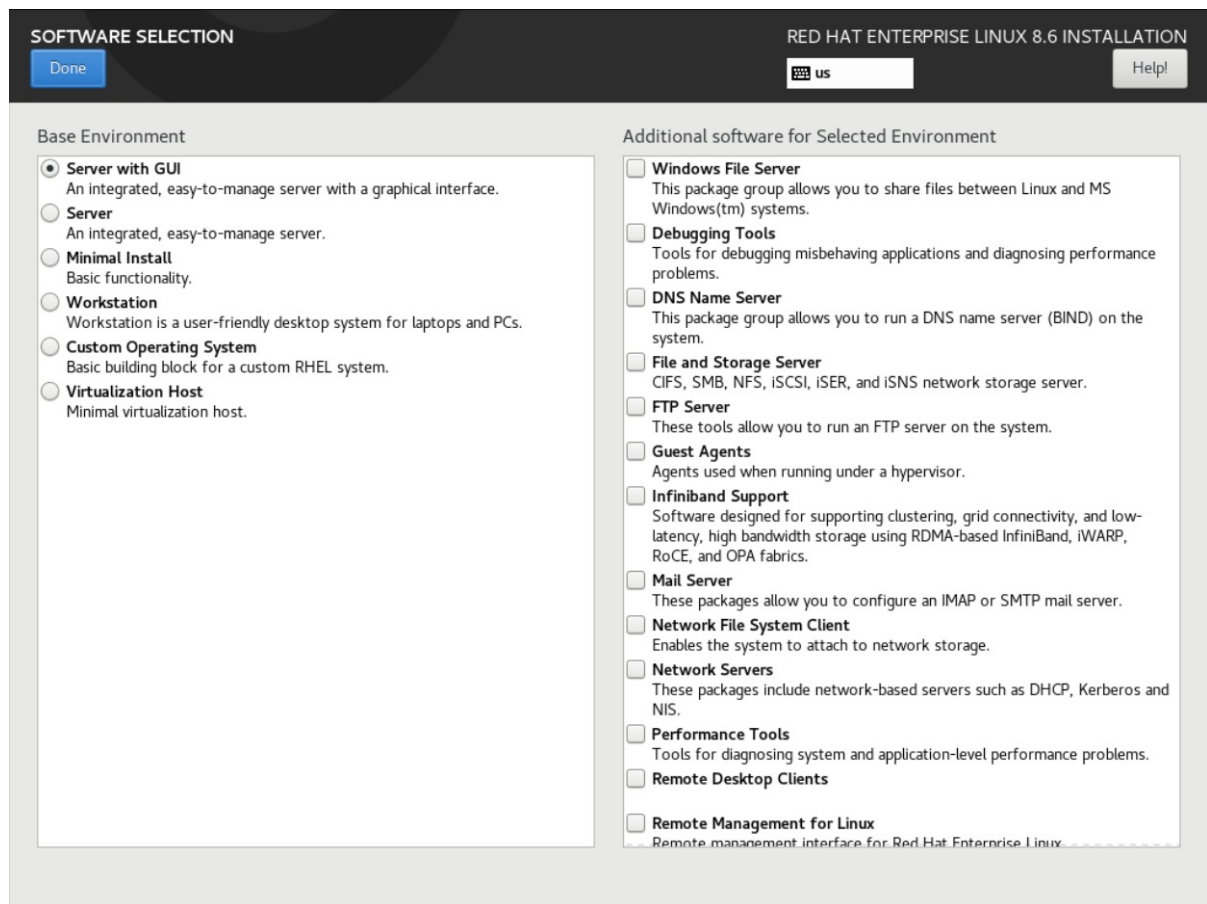 SOFTWARE SELECTION
RED HAT ENTERPRISE LINUX 8.6 INSTALLATION
Done
us
Help!
Base Environment
Server with GUI
An integrated, easy-to-manage server with a graphical interface.
Server
An integrated, easy-to-manage server.
Minimal Install
Basic functionality.
Workstation
Workstation is a user-friendly desktop system for laptops and PCs.
Custom Operating System
Basic building block for a custom RHEL system.
Virtualization Host
Minimal virtualization host.
Additional software for Selected Environment
Windows File Server
This package group allows you to share files between Linux and MS
Windows(tm) systems.
Debugging Tools
Tools for debugging misbehaving applications and diagnosing performance
problems.
DNS Name Server
This package group allows you to run a DNS name server (BIND) on the
system.
File and Storage Server
CIFS, SMB, NFS, iSCSI, iSER, and iSNS network storage server.
FTP Server
These tools allow you to run an FTP server on the system.
Guest Agents
Agents used when running under a hypervisor.
Infiniband Support
Software designed for supporting clustering, grid connectivity, and low-
latency, high bandwidth storage using RDMA-based InfiniBand, iWARP,
RoCE, and OPA fabrics.
Mail Server
These packages allow you to configure an IMAP or SMTP mail server.
Network File System Client
Enables the system to attach to network storage.
Network Servers
These packages include network-based servers such as DHCP, Kerberos and
NIS.
Performance Tools
Tools for diagnosing system and application-level performance problems.
Remote Desktop Clients
Remote Management for Linux
Remote management interface for Red Hat Enterprise Linux